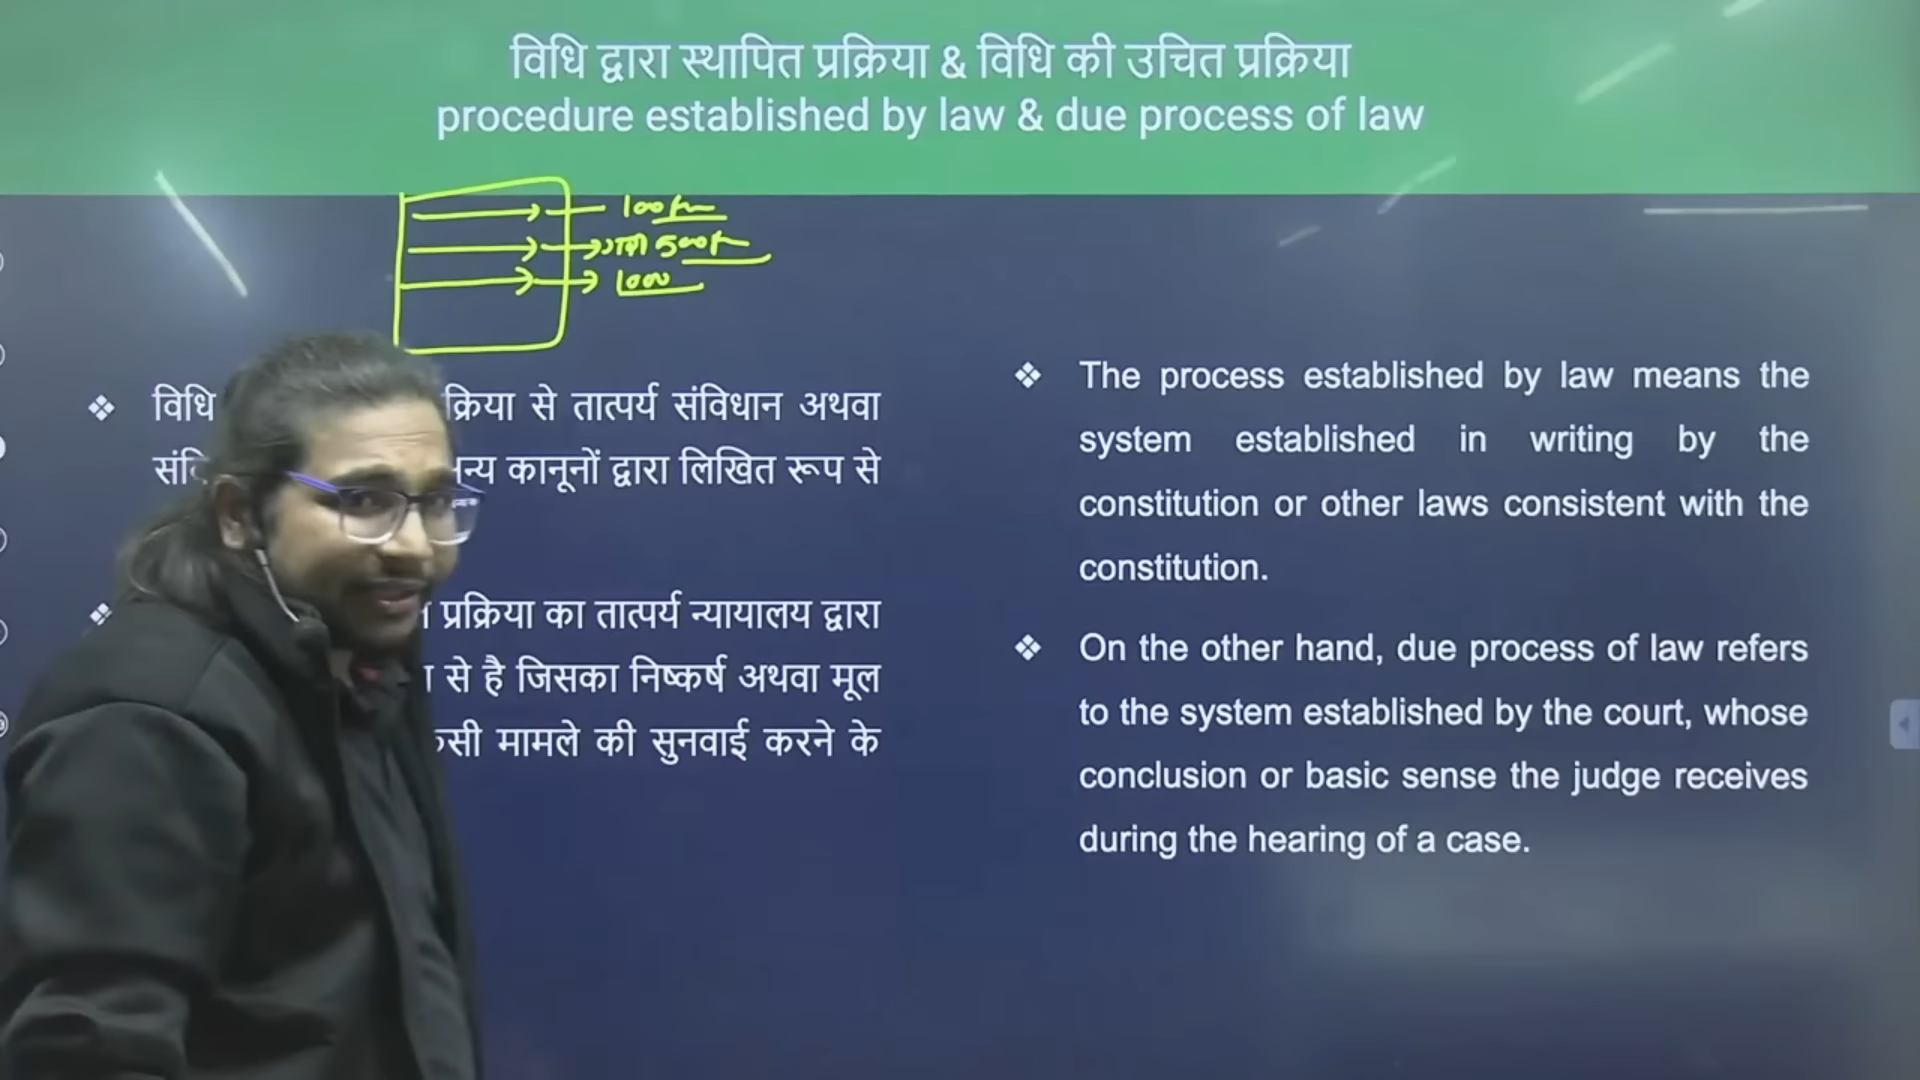 विधि द्वारा स्थापित प्रक्रिया & विधि की उचित प्रक्रिया
procedure established by law & due process of law
100
500
1000
विधि क्रिया से तात्पर्य संविधान अथवा
न्य कानूनों द्वारा लिखित रूप से
प्रक्रिया का तात्पर्य न्यायालय द्वारा
से है जिसका निष्कर्ष अथवा मूल
मामले की सुनवाई करने के
❖ The process established by law means the
system established in writing by the
constitution or other laws consistent with the
constitution.
❖ On the other hand, due process of law refers
to the system established by the court, whose
conclusion or basic sense the judge receives
during the hearing of a case.